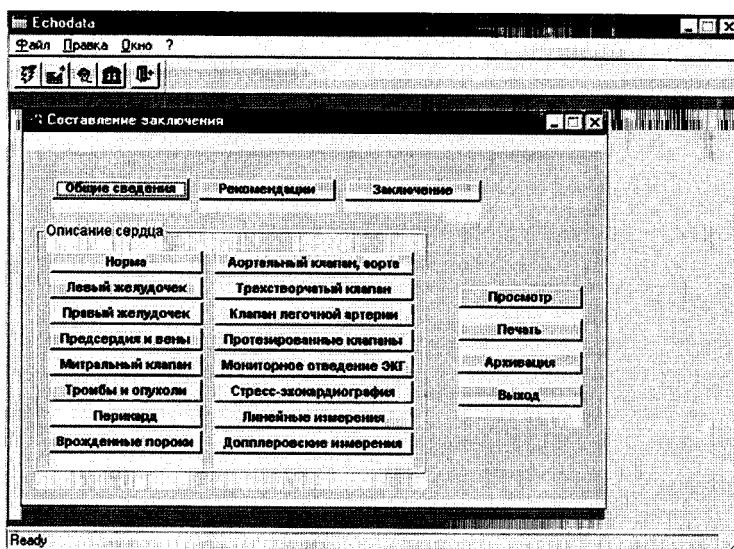 Echodata
Файл Правка Окно ?
Составление заключения
Общие сведения Рекомендации Заключение
Описание сердца
Норма Аортальный клапан, аорта
Левый желудочек Трехстворчатый клапан
Правый желудочек Клапан легочной артерии
Предсердия и вены Протезированные клапаны
Митральный клапан Мониторное отведение ЭКГ
Тромбы и опухоли Стресс-эхокардиография
Перикард Линейные измерения
Врожденные пороки Допплеровские измерения
Просмотр
Печать
Архивация
Выход
Ready